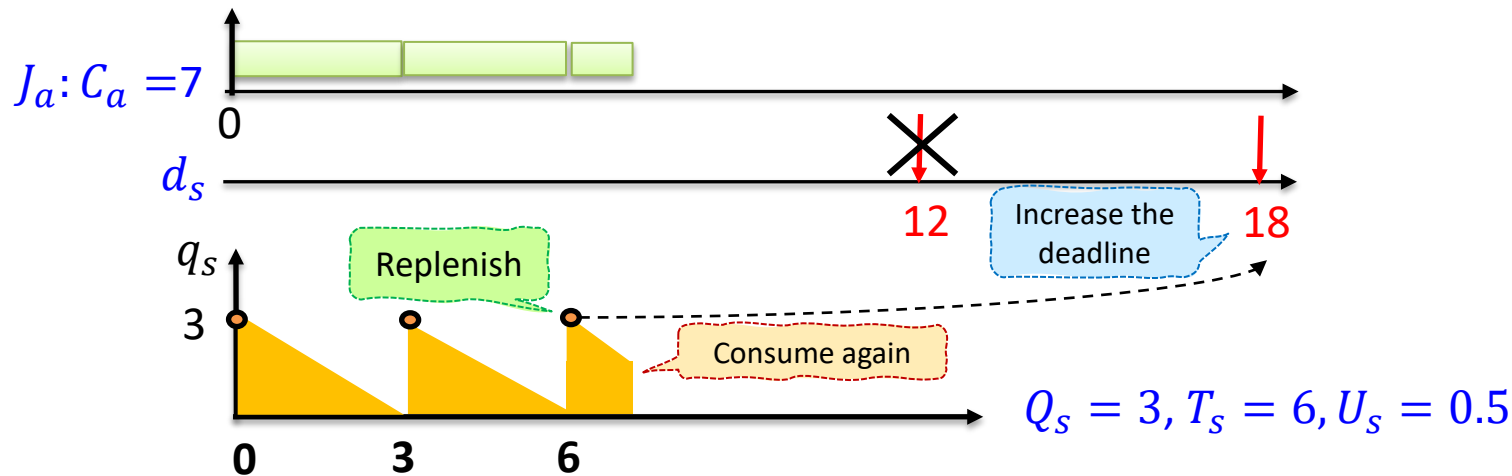 J_a: C_a =7
0
d_s
12
18
Increase the
deadline
q_s
3
Replenish
Consume again
0 3 6
Q_s = 3, T_s = 6, U_s = 0.5